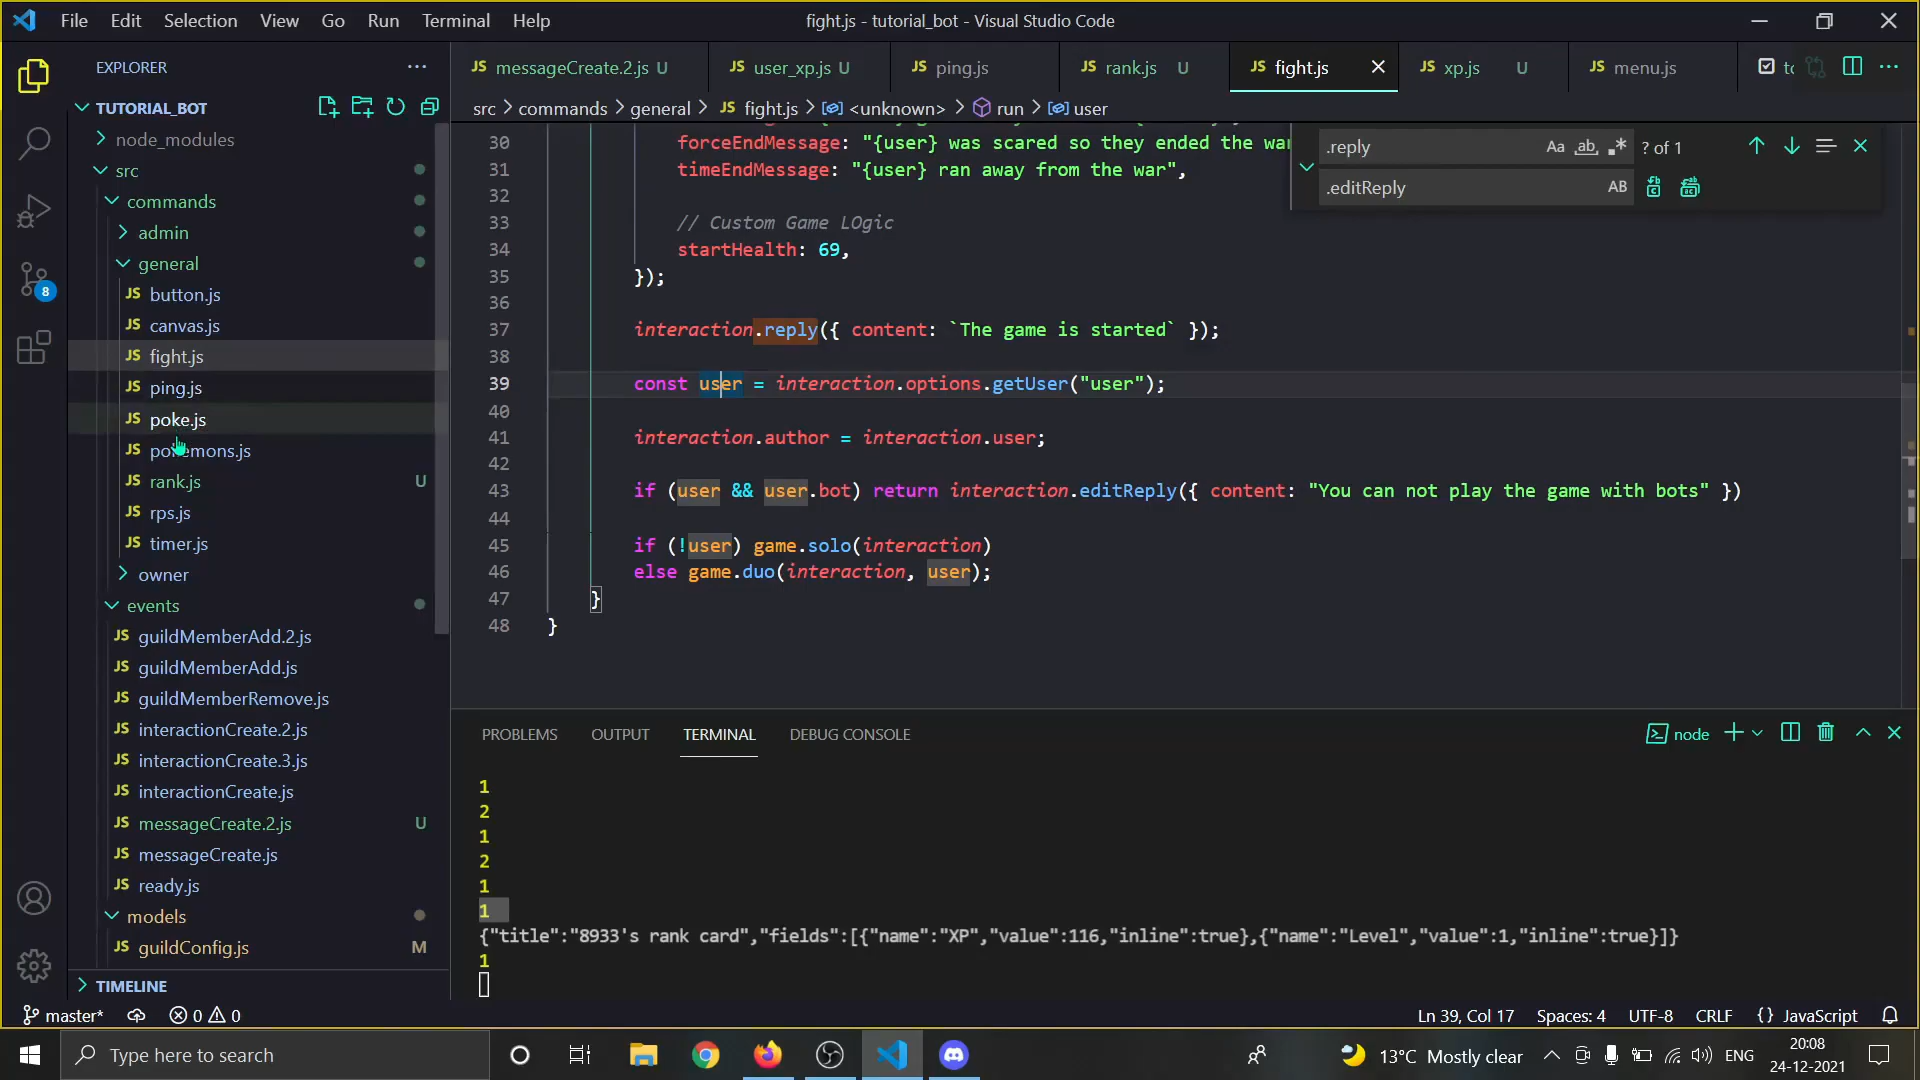 File Edit Selection View Go Run Terminal Help
fight.js - tutorial_bot - Visual Studio Code
EXPLORER
messageCreate.2.js U
user_xp.js U
ping.js
rank.js U
fight.js
xp.js U
menu.js
TUTORIAL_BOT
src > commands > general > JS fight.js > <unknown> > run > user
node_modules
src
commands
admin
general
JS button.js
JS canvas.js
JS fight.js
JS ping.js
JS poke.js
JS pokemons.js
JS rank.js U
JS rps.js
JS timer.js
owner
events
JS guildMemberAdd.2.js
JS guildMemberAdd.js
JS guildMemberRemove.js
JS interactionCreate.2.js
JS interactionCreate.3.js
JS interactionCreate.js
JS messageCreate.2.js U
JS messageCreate.js
JS ready.js
models
JS guildConfig.js M
TIMELINE
8
.reply Aa ab ? of 1
.editReply AB
30 forceEndMessage: "{user} was scared so they ended the war
31 timeEndMessage: "{user} ran away from the war",
32
33 // Custom Game LOgic
34 startHealth: 69,
35 });
36
37 interaction.reply({ content: `The game is started` });
38
39 const user = interaction.options.getUser("user");
40
41 interaction.author = interaction.user;
42
43 if (user && user.bot) return interaction.editReply({ content: "You can not play the game with bots" })
44
45 if (!user) game.solo(interaction)
46 else game.duo(interaction, user);
47 }
48 }
PROBLEMS OUTPUT TERMINAL DEBUG CONSOLE
node
1
2
1
2
1
1
{"title":"8933's rank card","fields":[{"name":"XP","value":116,"inline":true},{"name":"Level","value":1,"inline":true}]}
1
master* 0 0
Ln 39, Col 17 Spaces: 4 UTF-8 CRLF {} JavaScript
Type here to search
13°C Mostly clear
ENG
20:08
24-12-2021